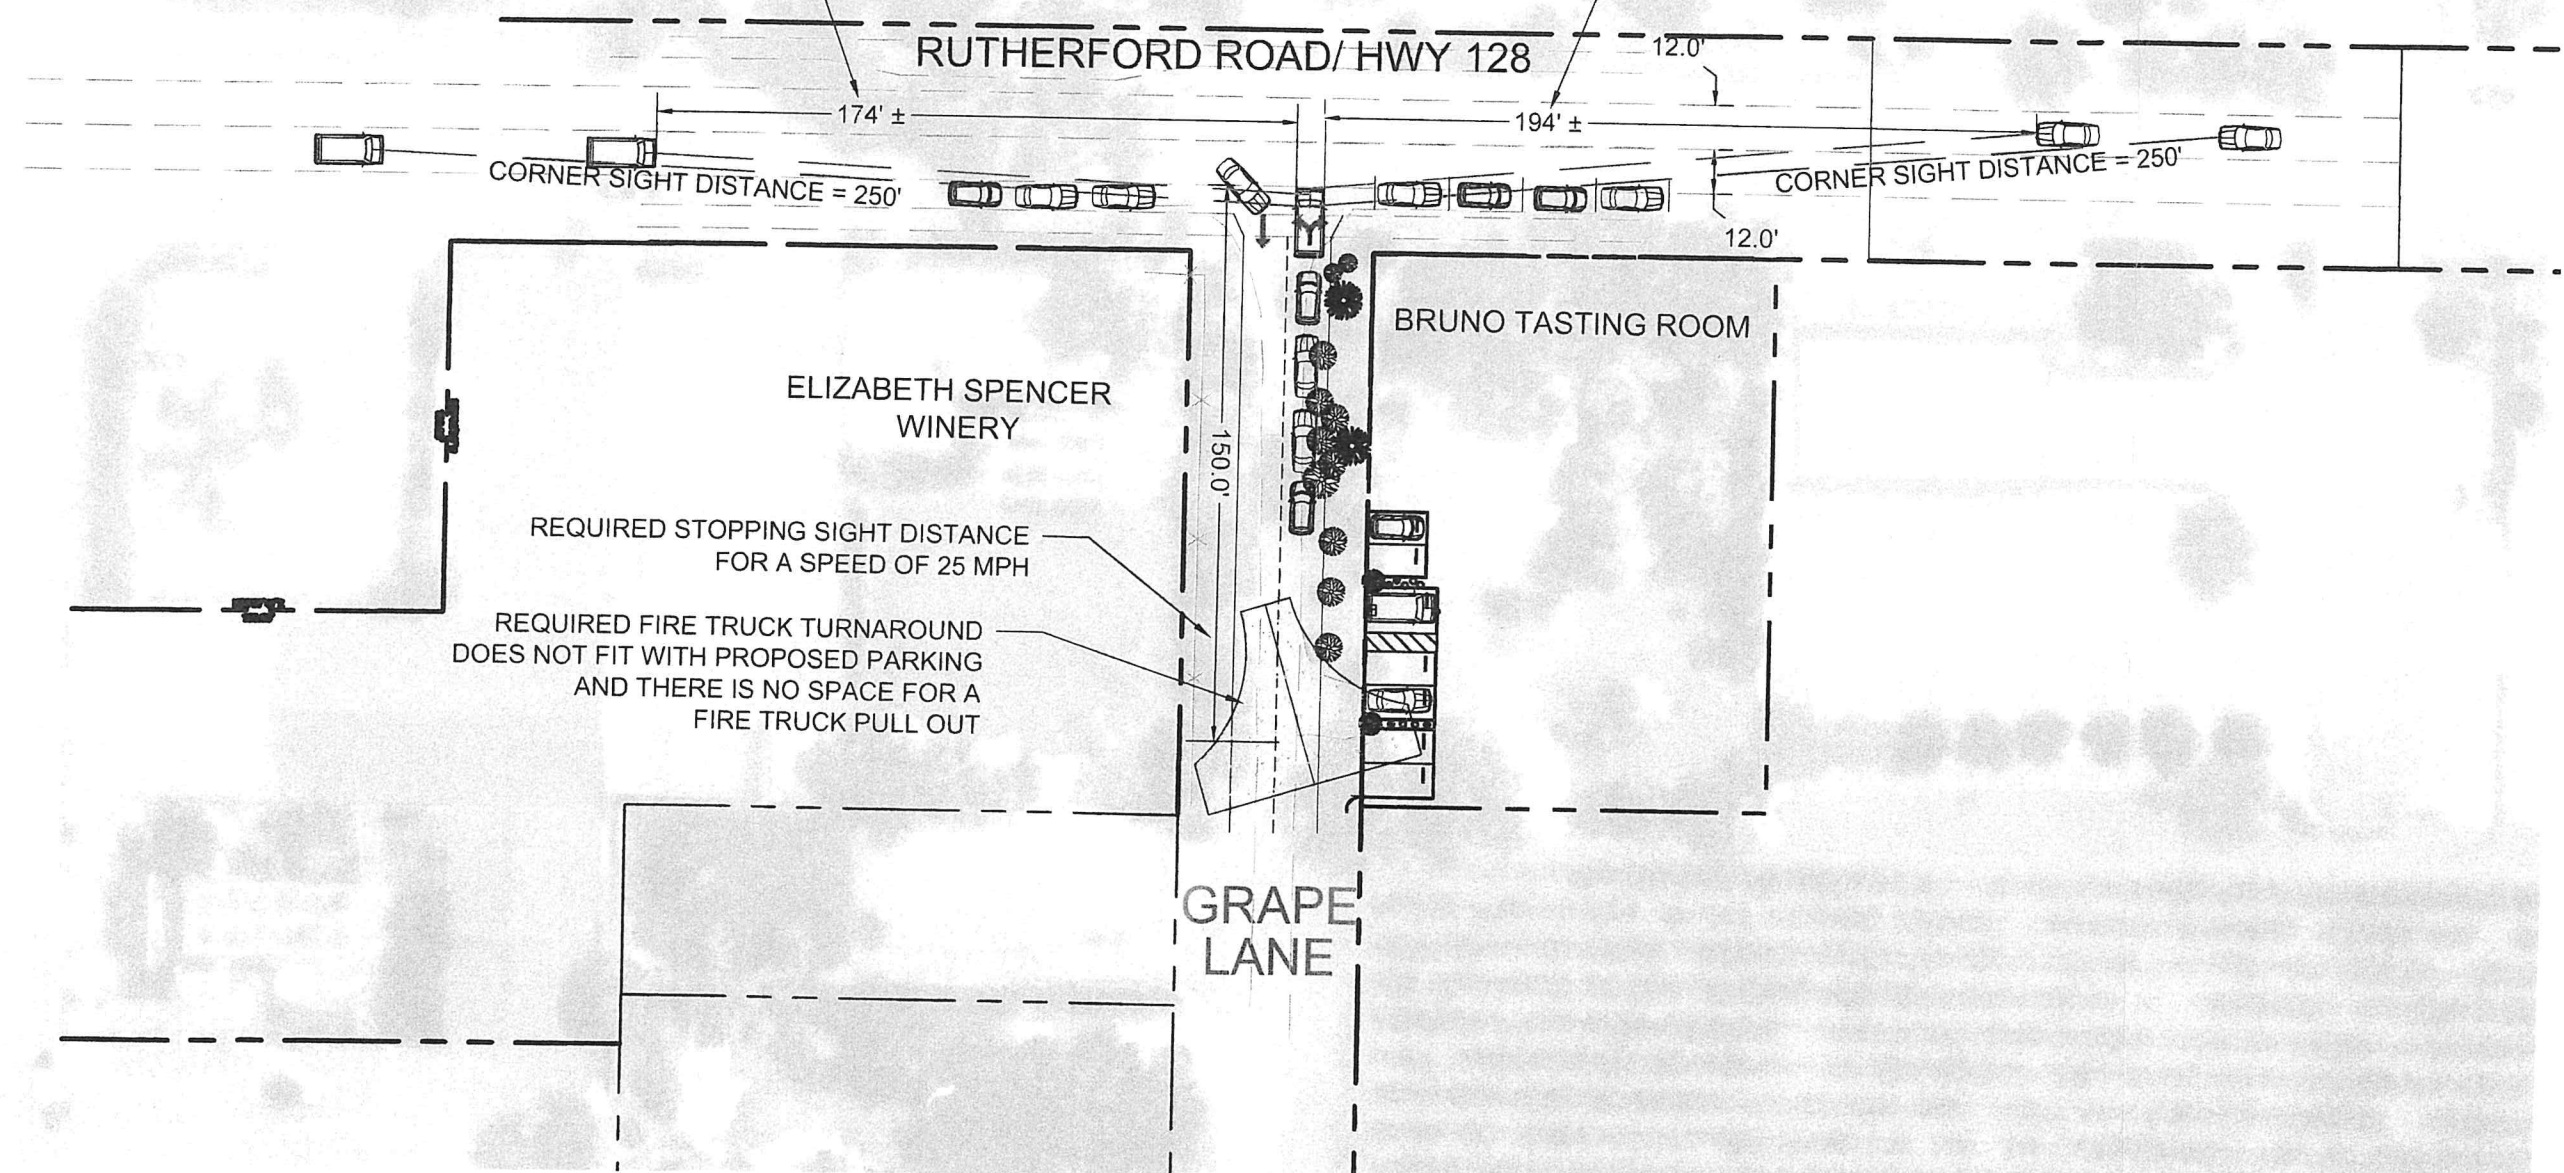 RUTHERFORD ROAD/ HWY 128
12.0'
174' ±
194' ±
CORNER SIGHT DISTANCE = 250'
CORNER SIGHT DISTANCE = 250'
12.0'
BRUNO TASTING ROOM
ELIZABETH SPENCER
WINERY
150.0'
REQUIRED STOPPING SIGHT DISTANCE
FOR A SPEED OF 25 MPH
REQUIRED FIRE TRUCK TURNAROUND
DOES NOT FIT WITH PROPOSED PARKING
AND THERE IS NO SPACE FOR A
FIRE TRUCK PULL OUT
GRAPE
LANE